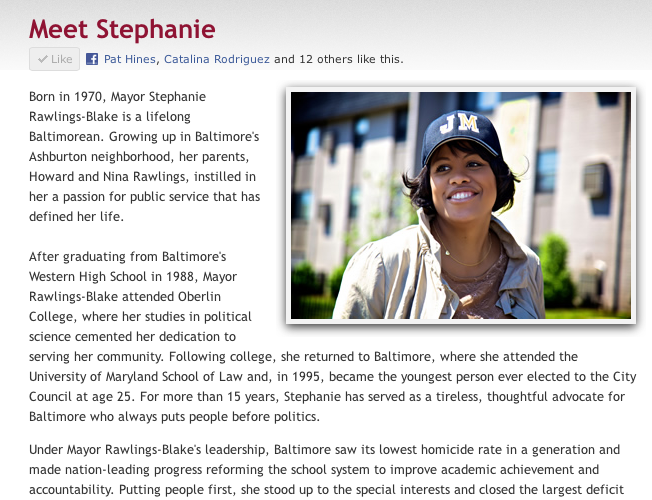 Meet Stephanie
Like
Pat Hines, Catalina Rodriguez and 12 others like this.
Born in 1970, Mayor Stephanie
Rawlings-Blake is a lifelong
Baltimorean. Growing up in Baltimore's
Ashburton neighborhood, her parents,
Howard and Nina Rawlings, instilled in
her a passion for public service that has
defined her life.
JM
After graduating from Baltimore's
Western High School in 1988, Mayor
Rawlings-Blake attended Oberlin
College, where her studies in political
science cemented her dedication to
serving her community. Following college, she returned to Baltimore, where she attended the
University of Maryland School of Law and, in 1995, became the youngest person ever elected to the City
Council at age 25. For more than 15 years, Stephanie has served as a tireless, thoughtful advocate for
Baltimore who always puts people before politics.
Under Mayor Rawlings-Blake's leadership, Baltimore saw its lowest homicide rate in a generation and
made nation-leading progress reforming the school system to improve academic achievement and
accountability. Putting people first, she stood up to the special interests and closed the largest deficit